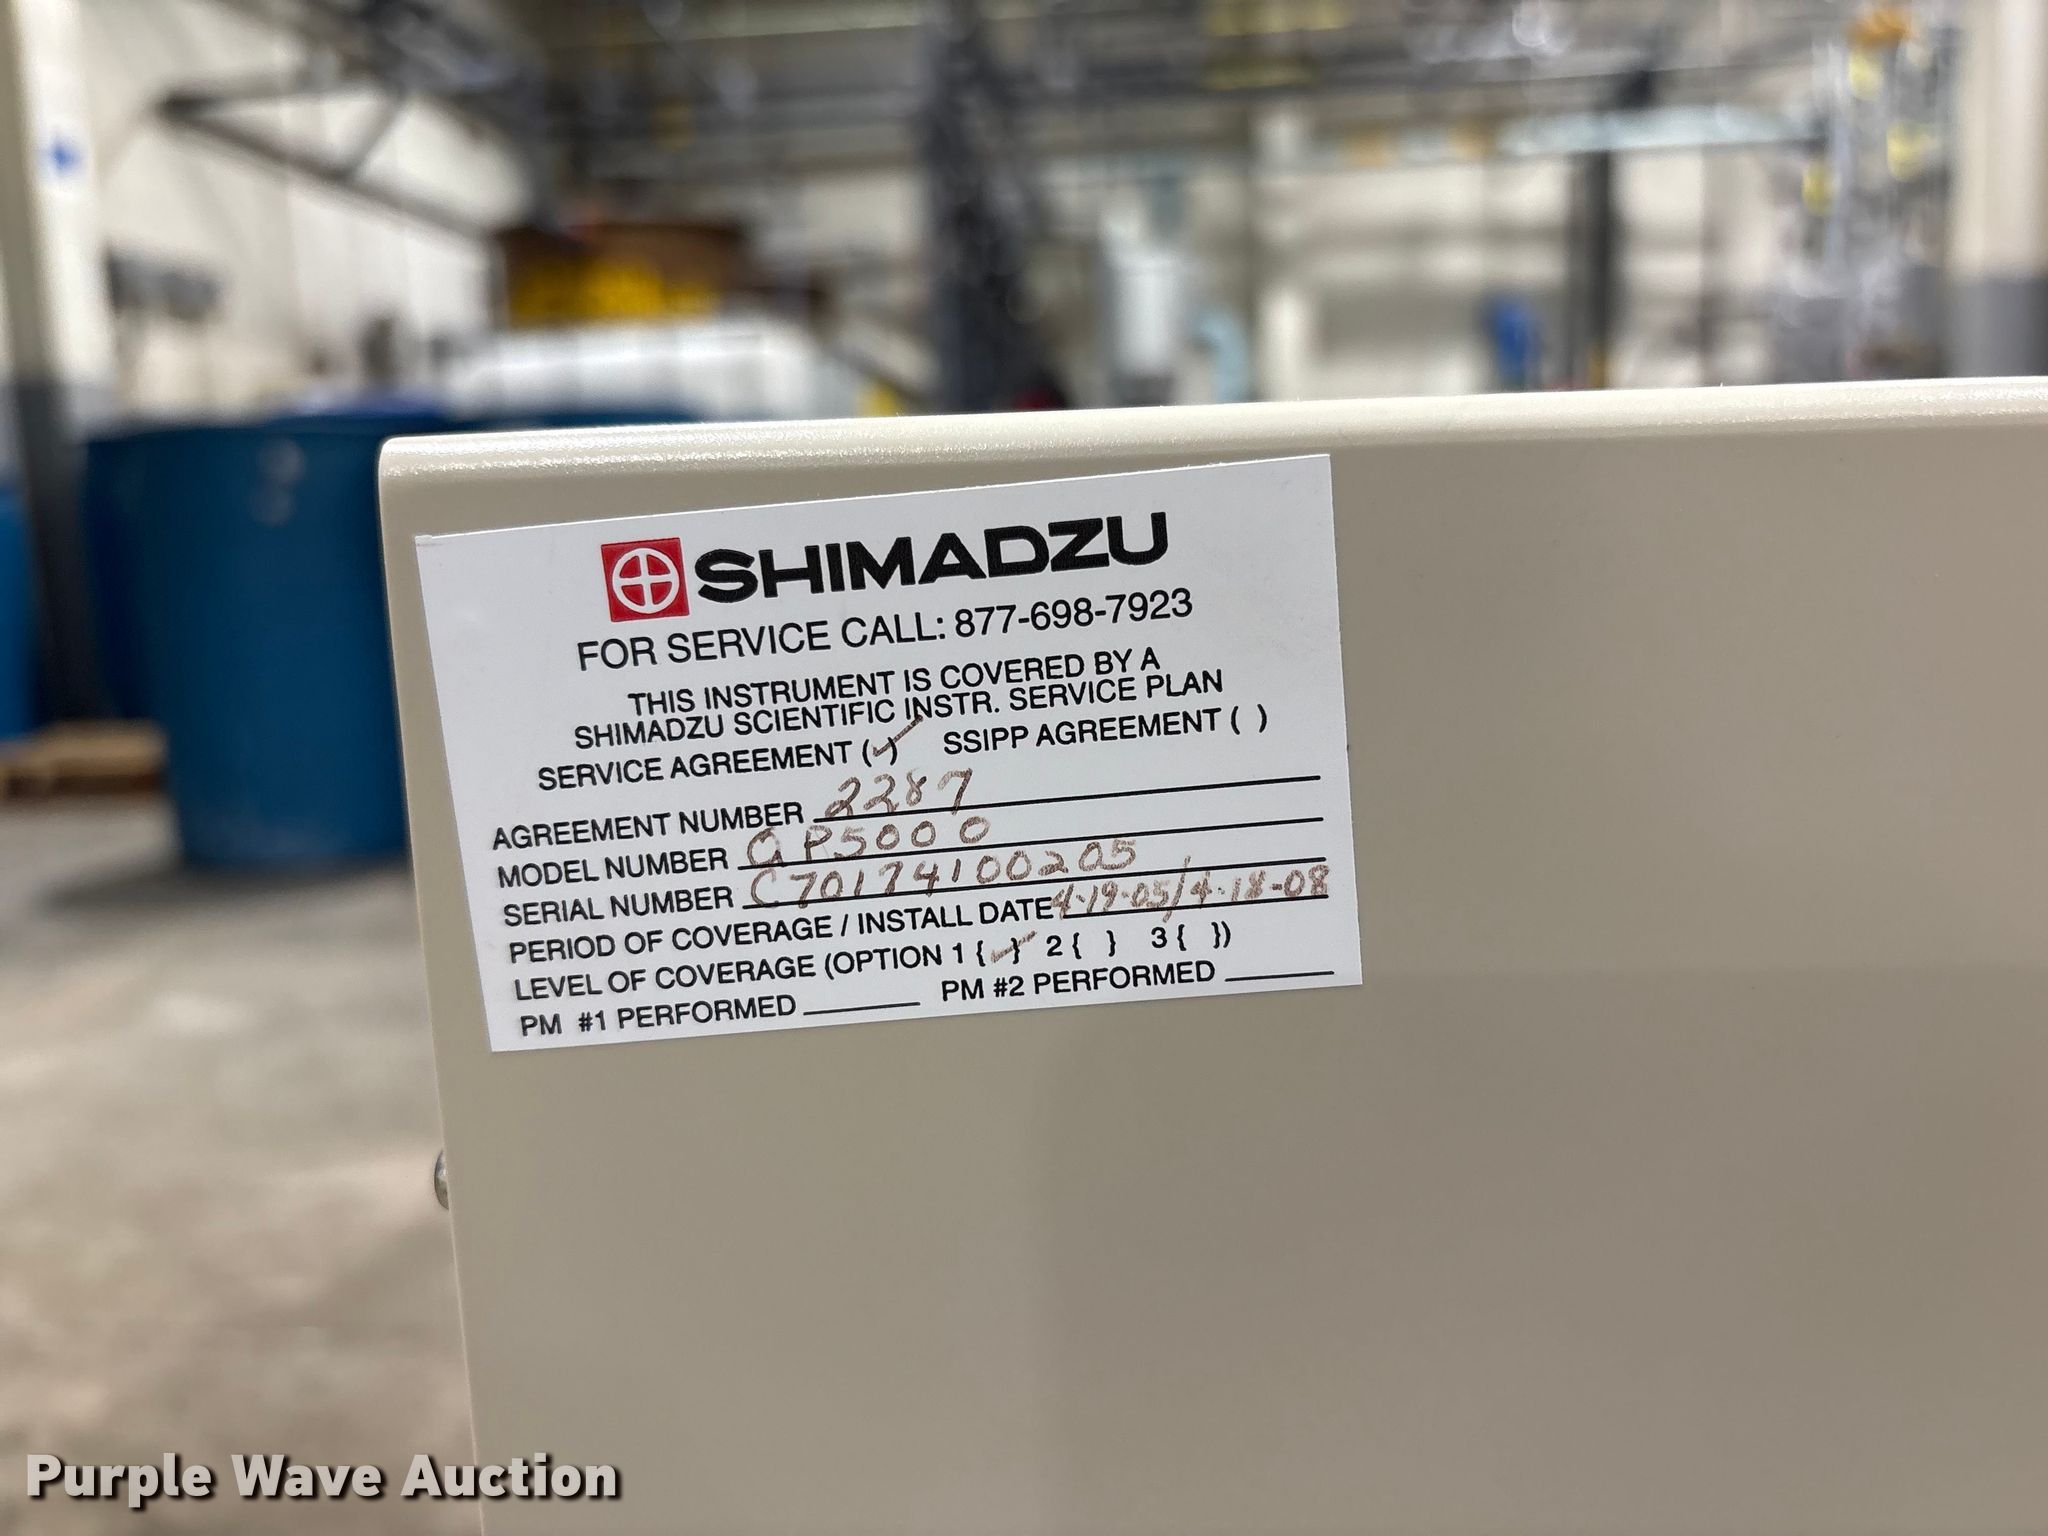 SHIMADZU
FOR SERVICE CALL: 877-698-7923
THIS INSTRUMENT IS COVERED BY A
SHIMADZU SCIENTIFIC INSTR. SERVICE PLAN
SERVICE AGREEMENT (✓) SSIPP AGREEMENT ( )
AGREEMENT NUMBER 2287
MODEL NUMBER QP5000
SERIAL NUMBER C70174100205
PERIOD OF COVERAGE / INSTALL DATE 4-19-05/4-18-08
LEVEL OF COVERAGE (OPTION 1 {✓} 2 { } 3 { })
PM #1 PERFORMED ______ PM #2 PERFORMED ______
Purple Wave Auction